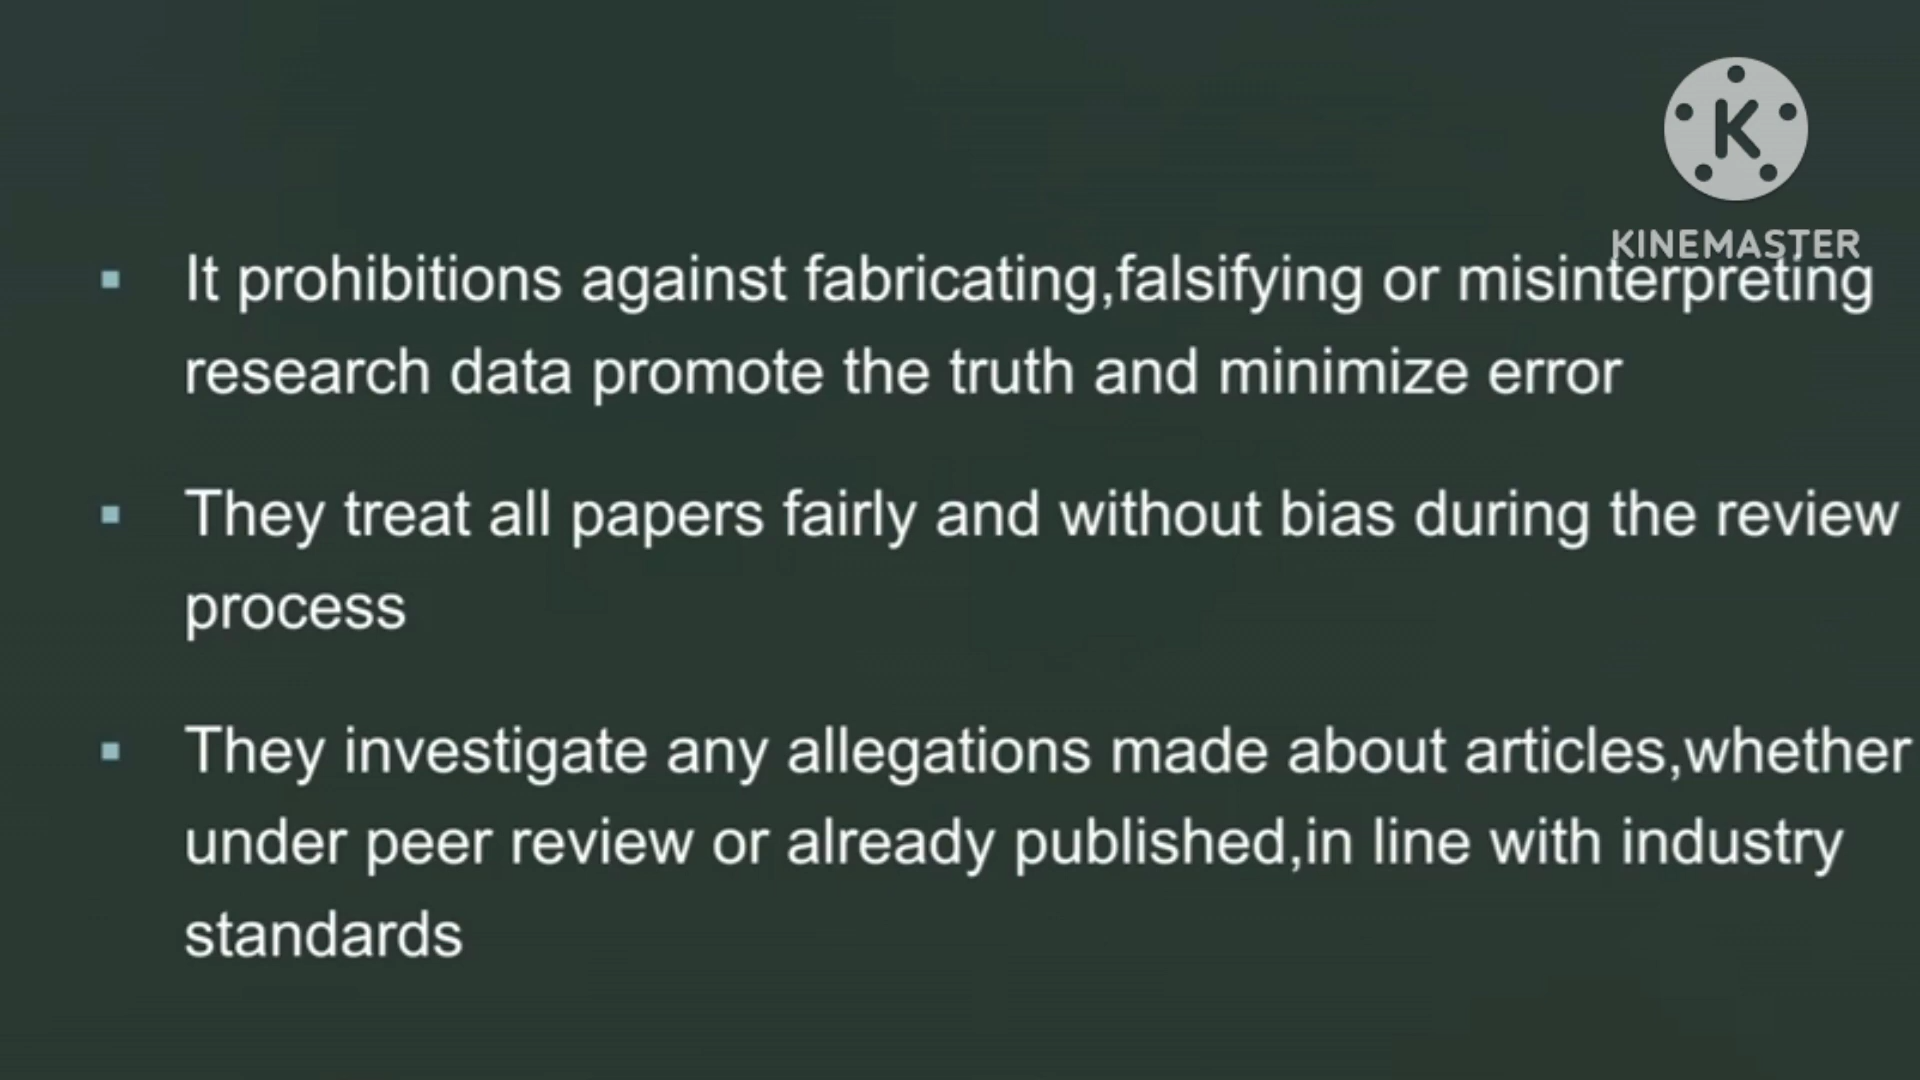 K
KINEMASTER
It prohibitions against fabricating,falsifying or misinterpreting
research data promote the truth and minimize error
They treat all papers fairly and without bias during the review
process
They investigate any allegations made about articles,whether
under peer review or already published,in line with industry
standards